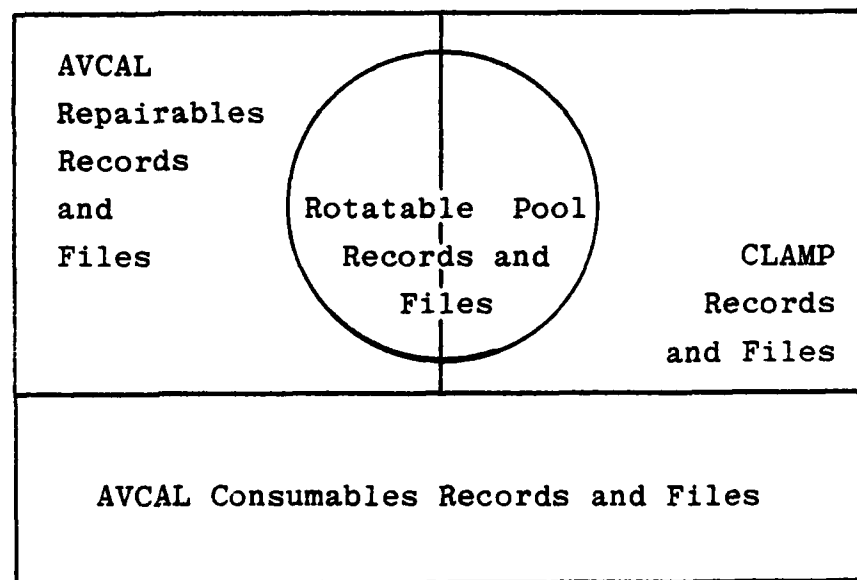 AVCAL
Repairables
Records
and
Files
Rotatable Pool
Records and
Files
CLAMP
Records
and Files
AVCAL Consumables Records and Files